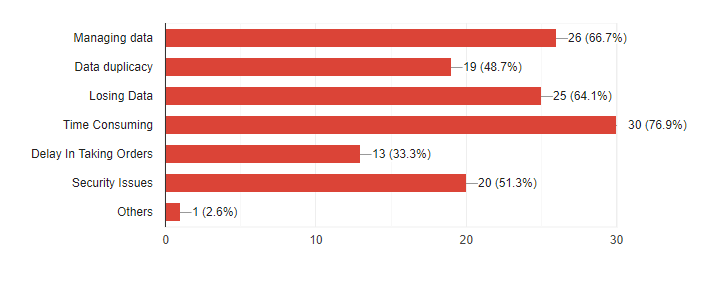 Managing data 26 (66.7%)
Data duplicacy 19 (48.7%)
Losing Data 25 (64.1%)
Time Consuming 30 (76.9%)
Delay In Taking Orders 13 (33.3%)
Security Issues 20 (51.3%)
Others 1 (2.6%)
0 10 20 30